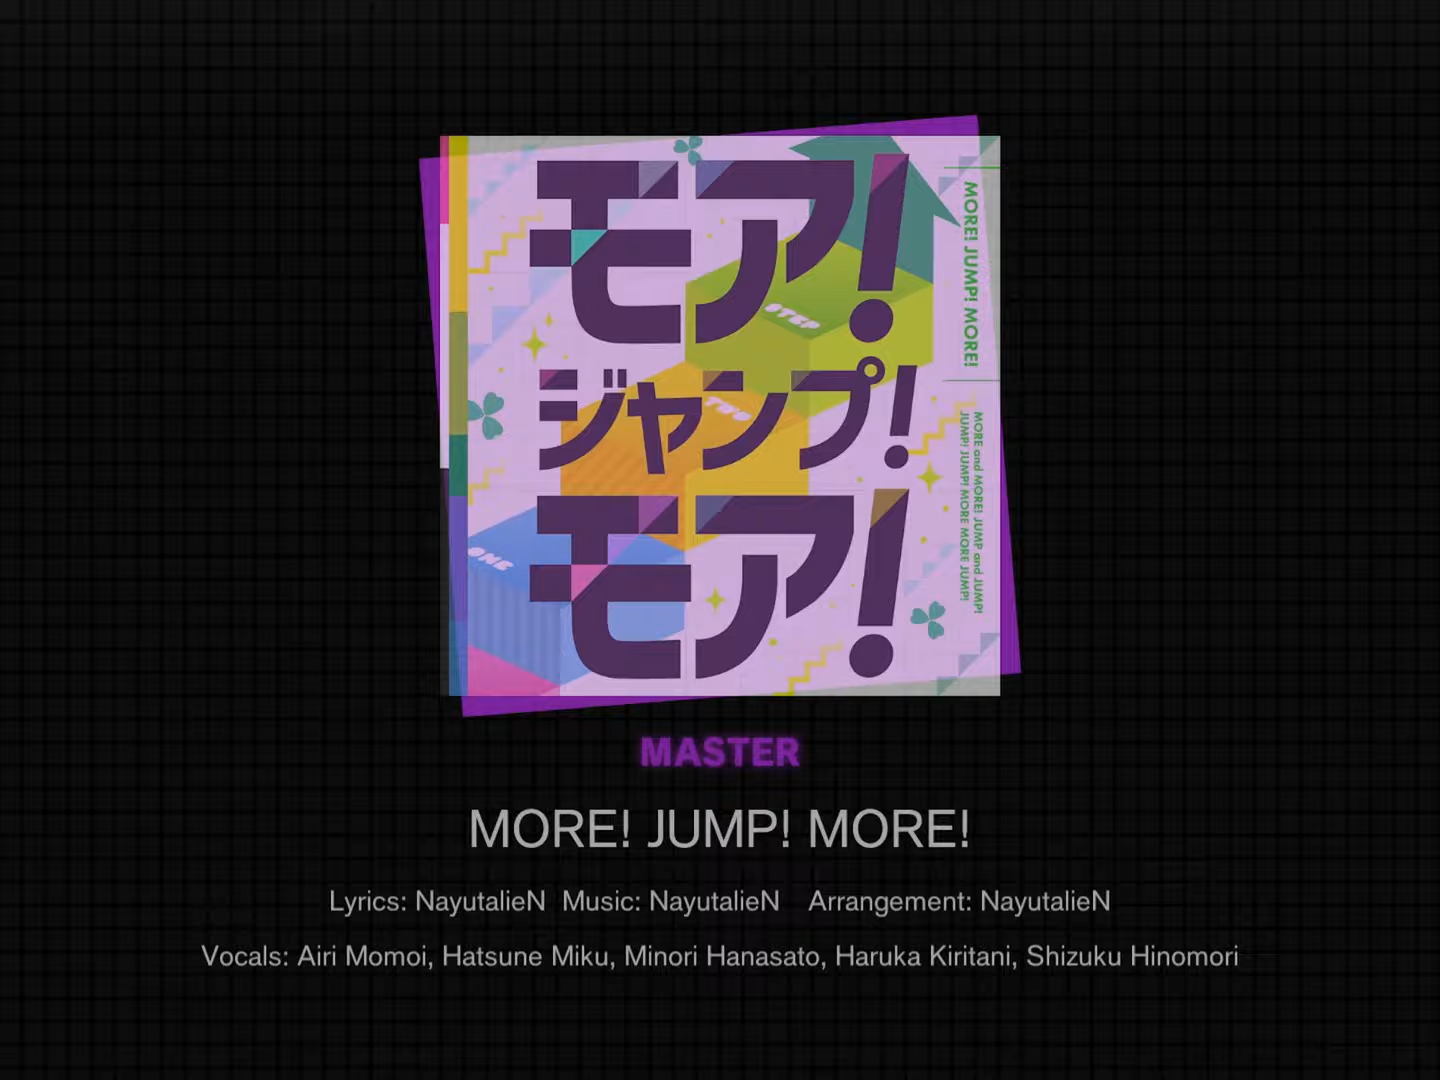 モア!
ジャンプ!
モア!
STEP
TWO
ONE
MORE! JUMP! MORE!
MORE and MORE! JUMP and JUMP!
JUMP! JUMP! MORE MORE JUMP!
MASTER
MORE! JUMP! MORE!
Lyrics: NayutalieN Music: NayutalieN Arrangement: NayutalieN
Vocals: Airi Momoi, Hatsune Miku, Minori Hanasato, Haruka Kiritani, Shizuku Hinomori